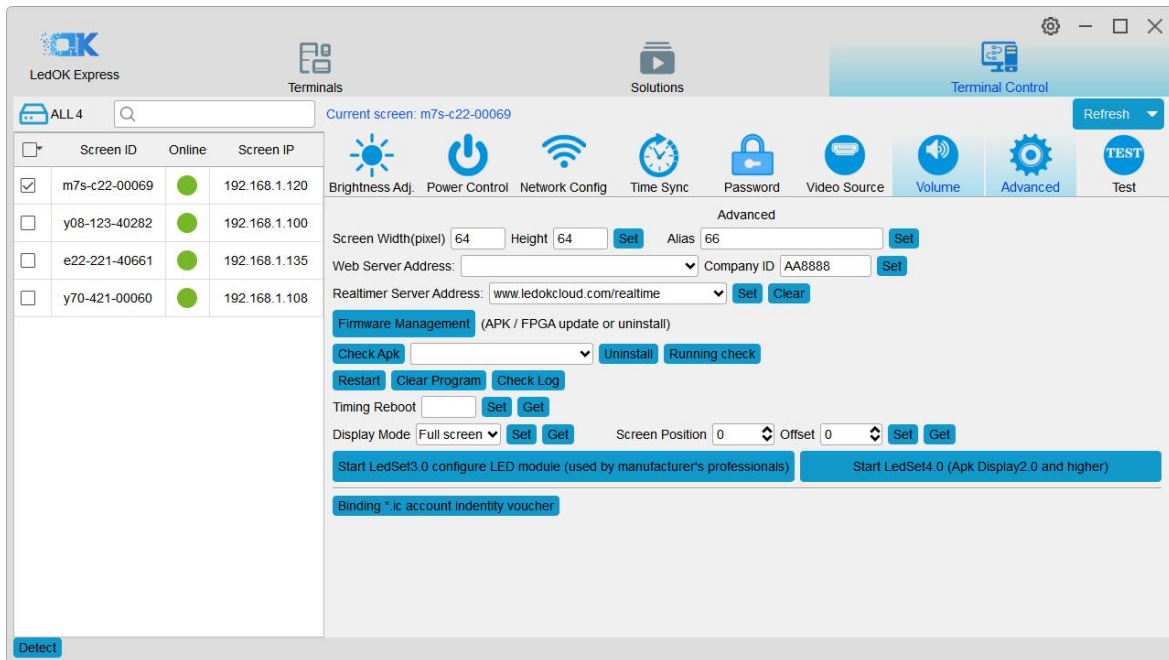 LedOK Express
Terminals
Solutions
Terminal Control
ALL 4
Current screen: m7s-c22-00069
Refresh
Screen ID Online Screen IP
m7s-c22-00069 192.168.1.120
y08-123-40282 192.168.1.100
e22-221-40661 192.168.1.135
y70-421-00060 192.168.1.108
Brightness Adj. Power Control Network Config Time Sync Password Video Source Volume Advanced TEST Test
Advanced
Screen Width(pixel) 64 Height 64 Set Alias 66 Set
Web Server Address: Company ID AA8888 Set
Realtimer Server Address: www.ledokcloud.com/realtime Set Clear
Firmware Management (APK / FPGA update or uninstall)
Check Apk Uninstall Running check
Restart Clear Program Check Log
Timing Reboot Set Get
Display Mode Full screen Set Get Screen Position 0 Offset 0 Set Get
Start LedSet3.0 configure LED module (used by manufacturer's professionals) Start LedSet4.0 (Apk Display2.0 and higher)
Binding *.ic account indentity voucher
Detect